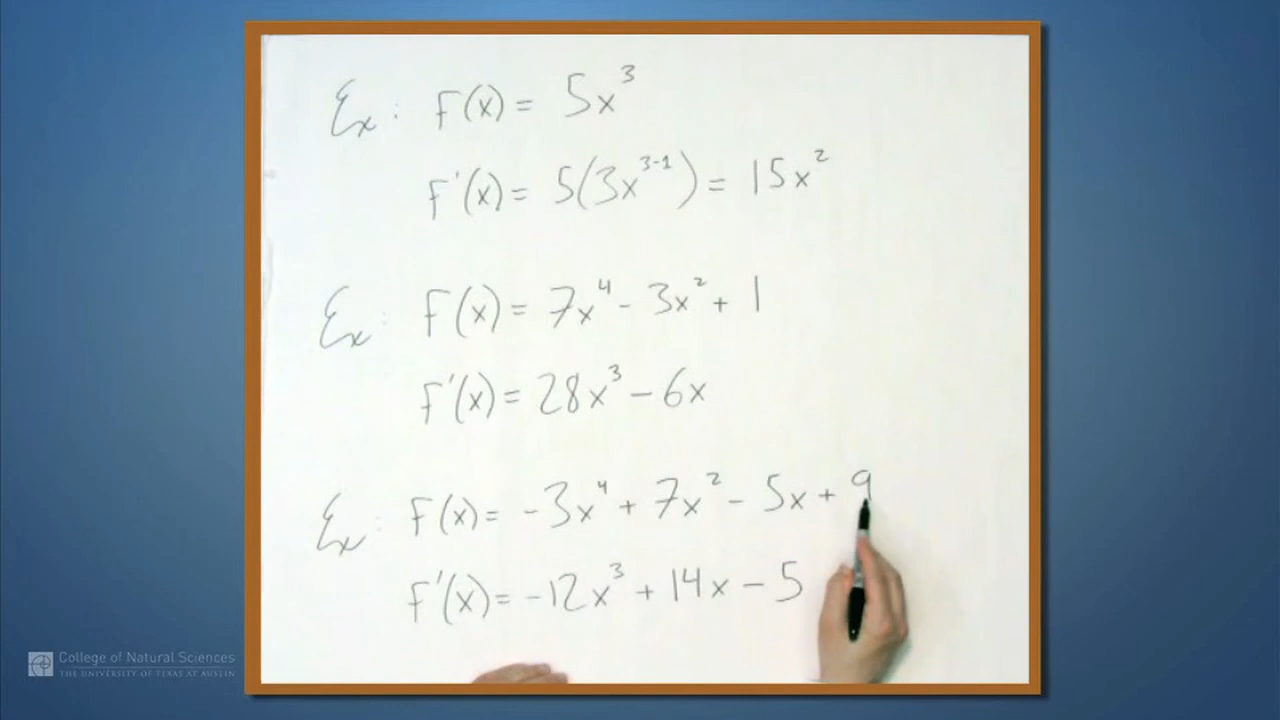 Ex: f(x) = 5x³
f'(x) = 5(3x³⁻¹) = 15x²
Ex: f(x) = 7x⁴ - 3x² + 1
f'(x) = 28x³ - 6x
Ex: f(x) = -3x⁴ + 7x² - 5x + 9
f'(x) = -12x³ + 14x - 5
College of Natural Sciences
THE UNIVERSITY OF TEXAS AT AUSTIN